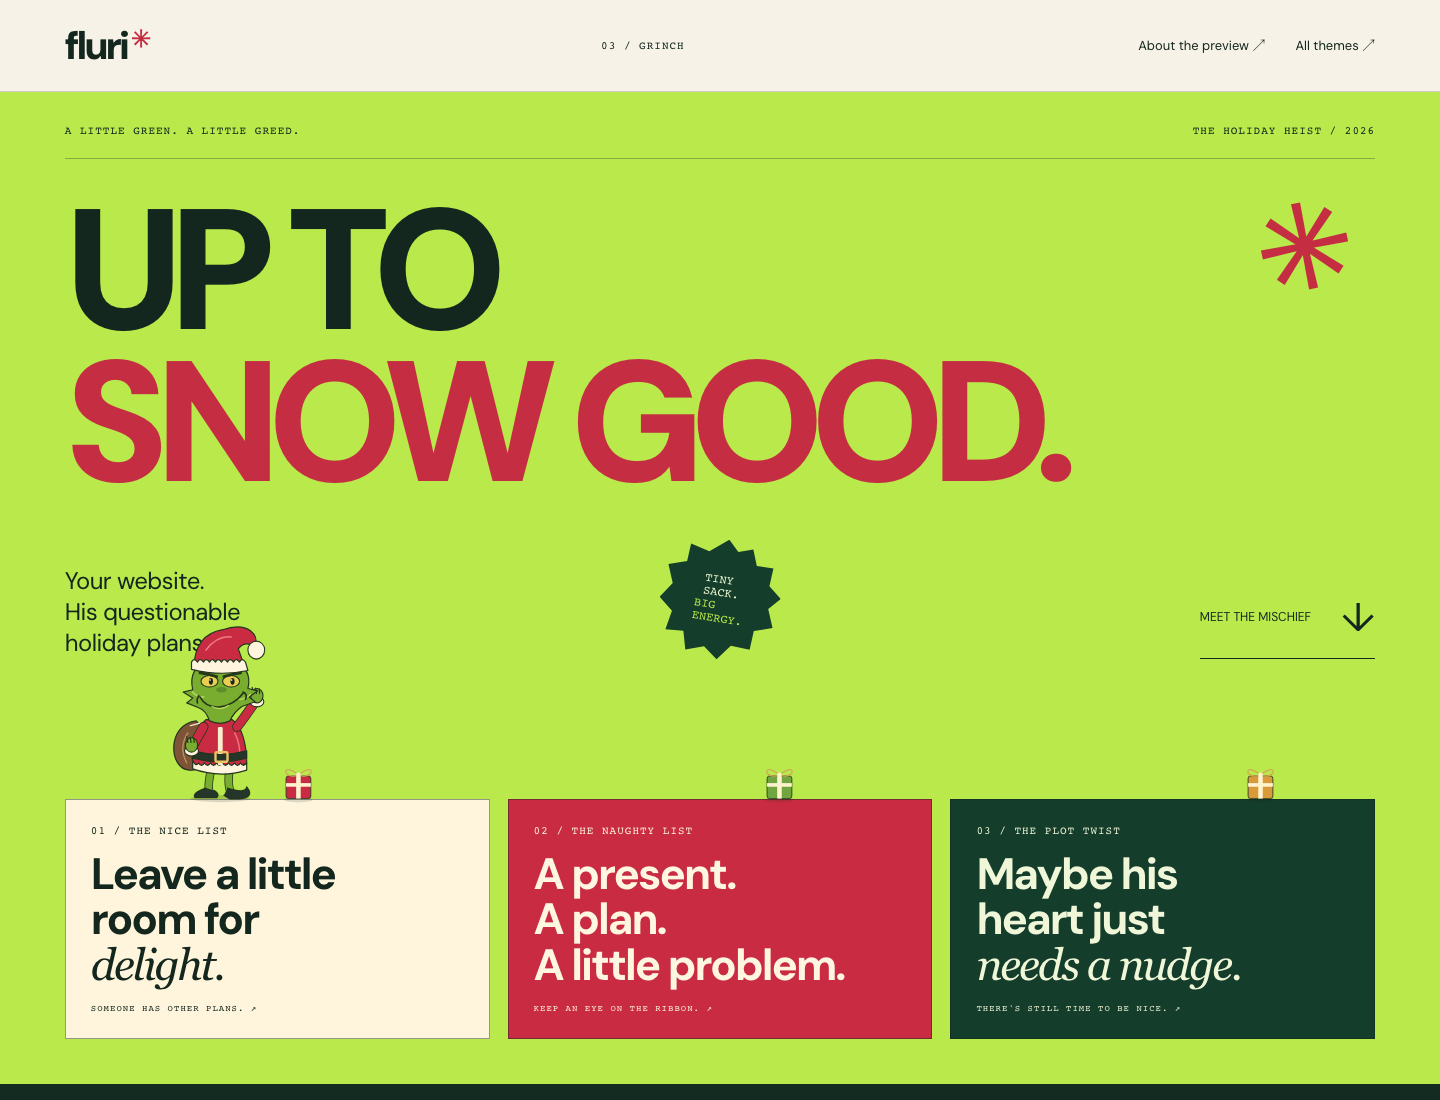 fluri
03 / GRINCH
About the preview ↗
All themes ↗
A LITTLE GREEN. A LITTLE GREED.
THE HOLIDAY HEIST / 2026
UP TO
SNOW GOOD.
Your website.
His questionable
holiday plans
TINY
SACK.
BIG
ENERGY.
MEET THE MISCHIEF
01 / THE NICE LIST
Leave a little
room for
delight.
SOMEONE HAS OTHER PLANS. ↗
02 / THE NAUGHTY LIST
A present.
A plan.
A little problem.
KEEP AN EYE ON THE RIBBON. ↗
03 / THE PLOT TWIST
Maybe his
heart just
needs a nudge.
THERE'S STILL TIME TO BE NICE. ↗